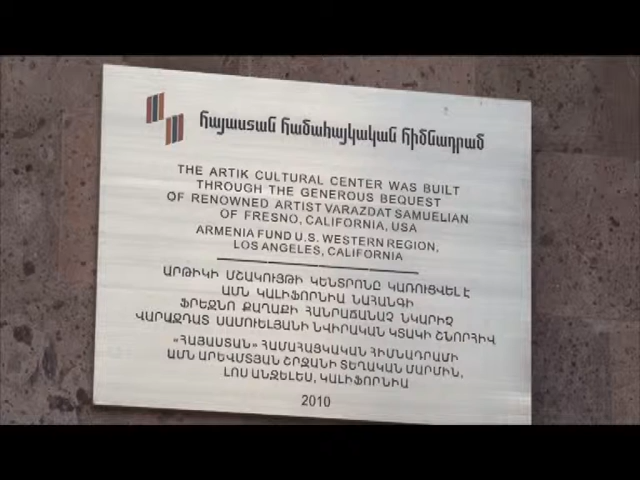 հայաստան համահայկական հիմնադրամ
THE ARTIK CULTURAL CENTER WAS BUILT
THROUGH THE GENEROUS BEQUEST
OF RENOWNED ARTIST VARAZDAT SAMUELIAN
OF FRESNO, CALIFORNIA, USA
ARMENIA FUND U.S. WESTERN REGION,
LOS ANGELES, CALIFORNIA
ԱՐԹԻԿԻ ՄՇԱԿՈՒՅԹԻ ԿԵՆՏՐՈՆԸ ԿԱՌՈՒՑՎԵԼ Է
ԱՄՆ ԿԱԼԻՖՈՐՆԻԱ ՆԱՀԱՆԳԻ
ՖՐԵԶՆՈ ՔԱՂԱՔԻ ՀԱՆՐԱՃԱՆԱՉ ՆԿԱՐԻՉ
ՎԱՐԱԶԴԱՏ ՍԱՄՈՒԵԼՅԱՆԻ ՆՎԻՐԱԿԱՆ ԿՏԱԿԻ ՇՆՈՐՀԻՎ
«ՀԱՅԱՍՏԱՆ» ՀԱՄԱՀԱՅԿԱԿԱՆ ՀԻՄՆԱԴՐԱՄԻ
ԱՄՆ ԱՐԵՎՄՏՅԱՆ ՇՐՋԱՆԻ ՏԵՂԱԿԱՆ ՄԱՐՄԻՆ,
ԼՈՍ ԱՆՋԵԼԵՍ, ԿԱԼԻՖՈՐՆԻԱ
2010